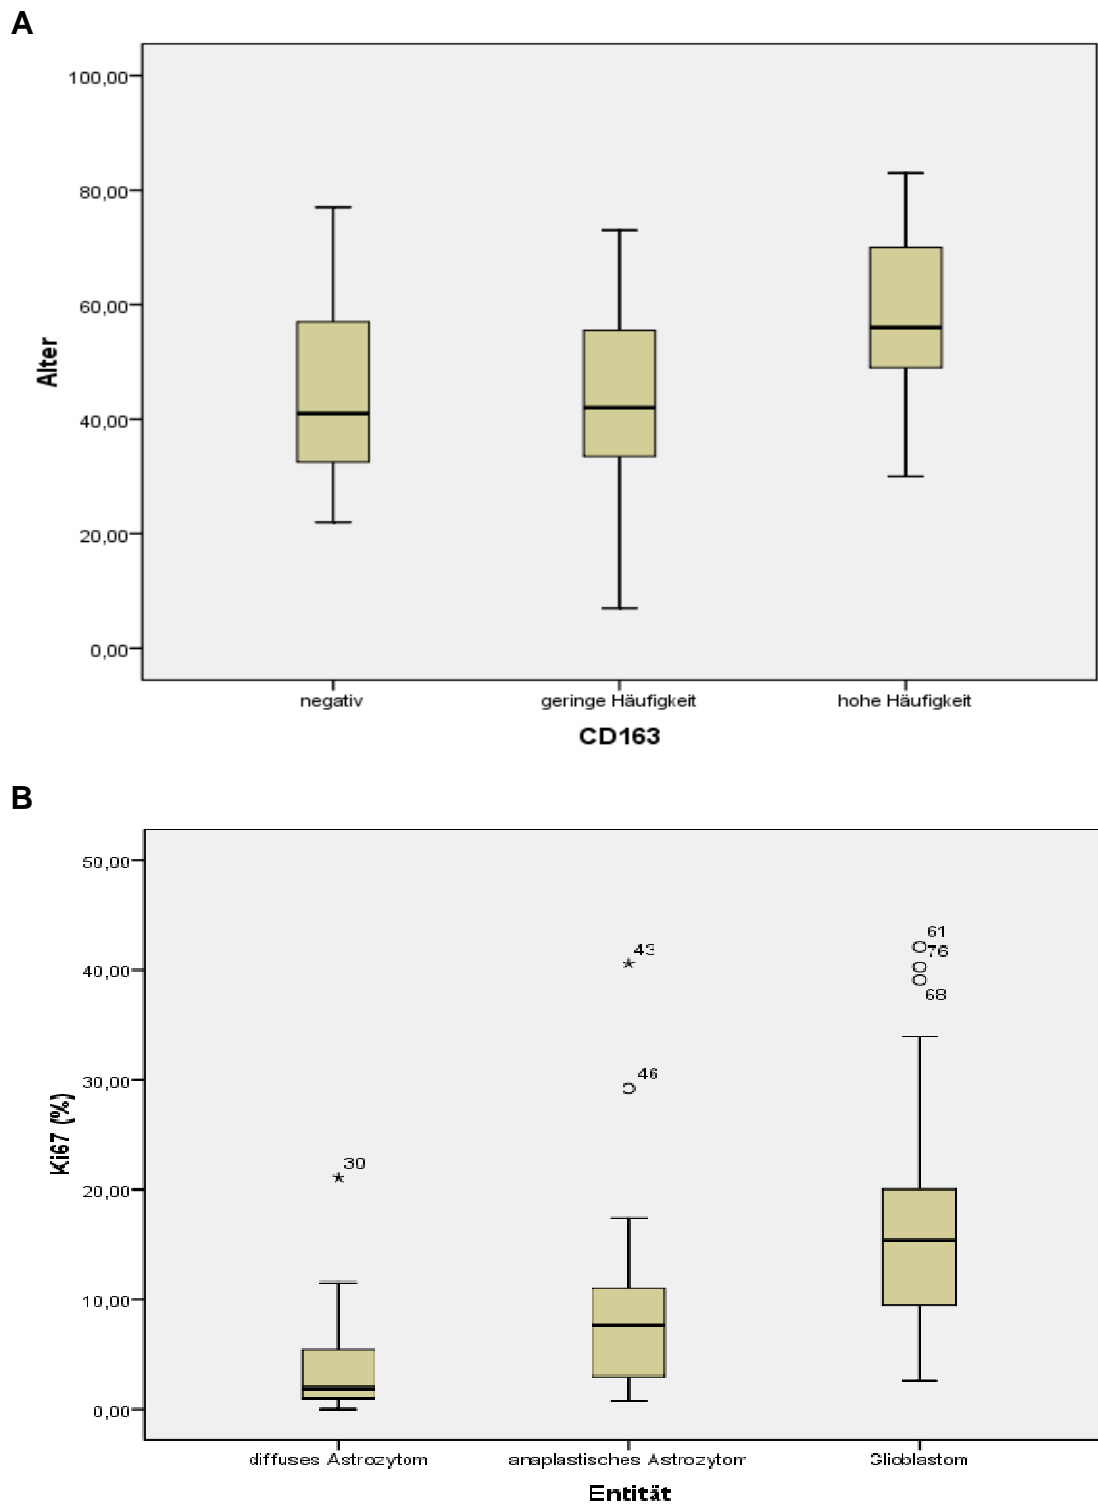 A
100,00
80,00
60,00
40,00
20,00
0,00
Alter
negativ geringe Häufigkeit hohe Häufigkeit
CD163
B
50,00
40,00
30,00
20,00
10,00
0,00
Ki67 (%)
61
76
68
43
46
30
diffuses Astrozytom anaplastisches Astrozytom Glioblastom
Entität